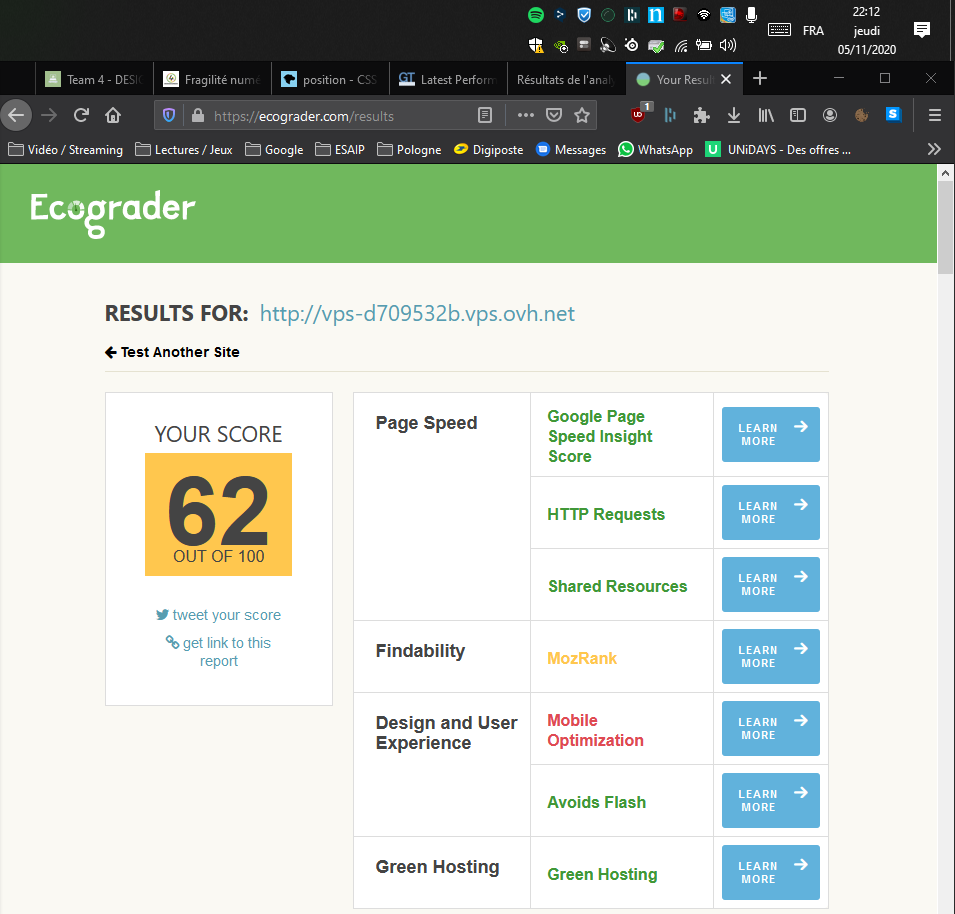 22:12
FRA
jeudi
05/11/2020
Team 4 - DESI
Fragilité numé
position - CSS
GT Latest Perform
Résultats de l'analy
Your Resul
https://ecograder.com/results
1
Vidéo / Streaming
Lectures / Jeux
Google
ESAIP
Pologne
Digiposte
Messages
WhatsApp
UNiDAYS - Des offres ...
Ecograder
RESULTS FOR: http://vps-d709532b.vps.ovh.net
Test Another Site
YOUR SCORE
62
OUT OF 100
tweet your score
get link to this
report
Page Speed
Google Page
Speed Insight
Score
LEARN
MORE
HTTP Requests
LEARN
MORE
Shared Resources
LEARN
MORE
Findability
MozRank
LEARN
MORE
Design and User
Experience
Mobile
Optimization
LEARN
MORE
Avoids Flash
LEARN
MORE
Green Hosting
Green Hosting
LEARN
MORE